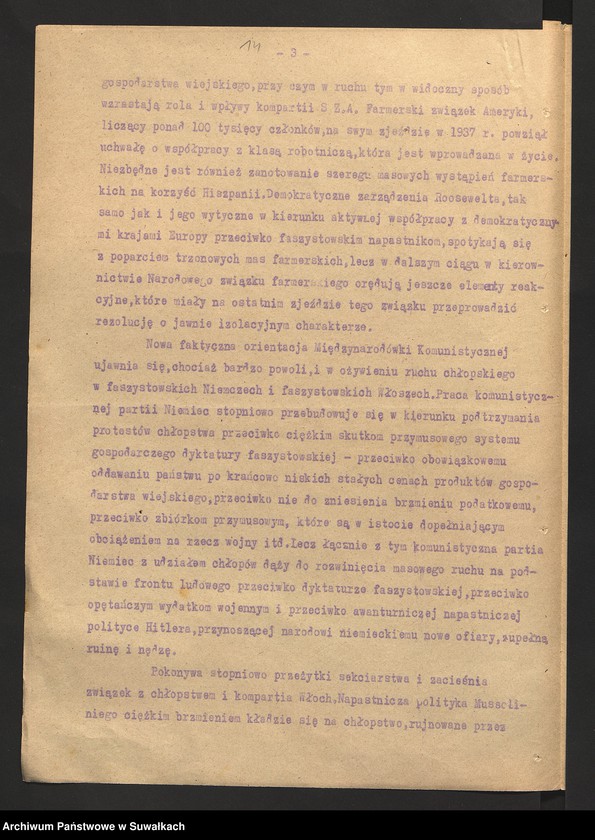 14
- 3 -
gospodarstwa wiejskiego,przy czym w ruchu tym w widoczny sposób
wzrastają rola i wpływy kompartii S Z.A. Farmerski związek Ameryki,
liczący ponad 100 tysięcy członków,na swym zjeździe w 1937 r. powziął
uchwałę o współpracy z klasą robotniczą,która jest wprowadzana w życie.
Niezbędne jest również zanotowanie szeregu masowych wystąpień farmers-
kich na korzyść Hiszpanii.Demokratyczne zarządzenia Roosewelta,tak
samo jak i jego wytyczne w kierunku aktywnej współpracy z demokratyczny-
mi krajami Europy przeciwko faszystowskim napastnikom,spotykają się
z poparciem trzonowych mas farmerskich,lecz w dalszym ciągu w kierow-
nictwie Narodowego związku farmerskiego orędują jeszcze elementy reak-
cyjne,które miały na ostatnim zjeździe tego związku przeprowadzić
rezolucję o jawnie izolacyjnym charakterze.
Nowa faktyczna orientacja Międzynarodówki Komunistycznej
ujawnia się,chociaż bardzo powoli,i w ożywieniu ruchu chłopskiego
w faszystowskich Niemczech i faszystowskich Włoszech.Praca komunistycz-
nej partii Niemiec stopniowo przebudowuje się w kierunku podtrzymania
protestów chłopstwa przeciwko ciężkim skutkom przymusowego systemu
gospodarczego dyktatury faszystowskiej - przeciwko obowiązkowemu
oddawaniu państwu po krańcowo niskich stałych cenach produktów gospo-
darstwa wiejskiego,przeciwko nie do zniesienia brzmieniu podatkowemu,
przeciwko zbiórkom przymusowym, które są w istocie dopełniającym
obciążeniem na rzecz wojny itd.Lecz łącznie z tym komunistyczna partia
Niemiec z udziałem chłopów dąży do rozwinięcia masowego ruchu na pod-
stawie frontu ludowego przeciwko dyktaturze faszystowskiej,przeciwko
opętańczym wydatkom wojennym i przeciwko awanturniczej napastniczej
polityce Hitlera,przynoszącej narodowi niemieckiemu nowe ofiary,zupełną
ruinę i nędzę.
Pokonywa stopniowo przeżytki sekciarstwa i zacieśnia
związek z chłopstwem i kompartia Włoch.Napastnicza polityka Mussoli-
niego ciężkim brzmieniem kładzie się na chłopstwo,rujnowane przez
Archiwum Państwowe w Suwałkach